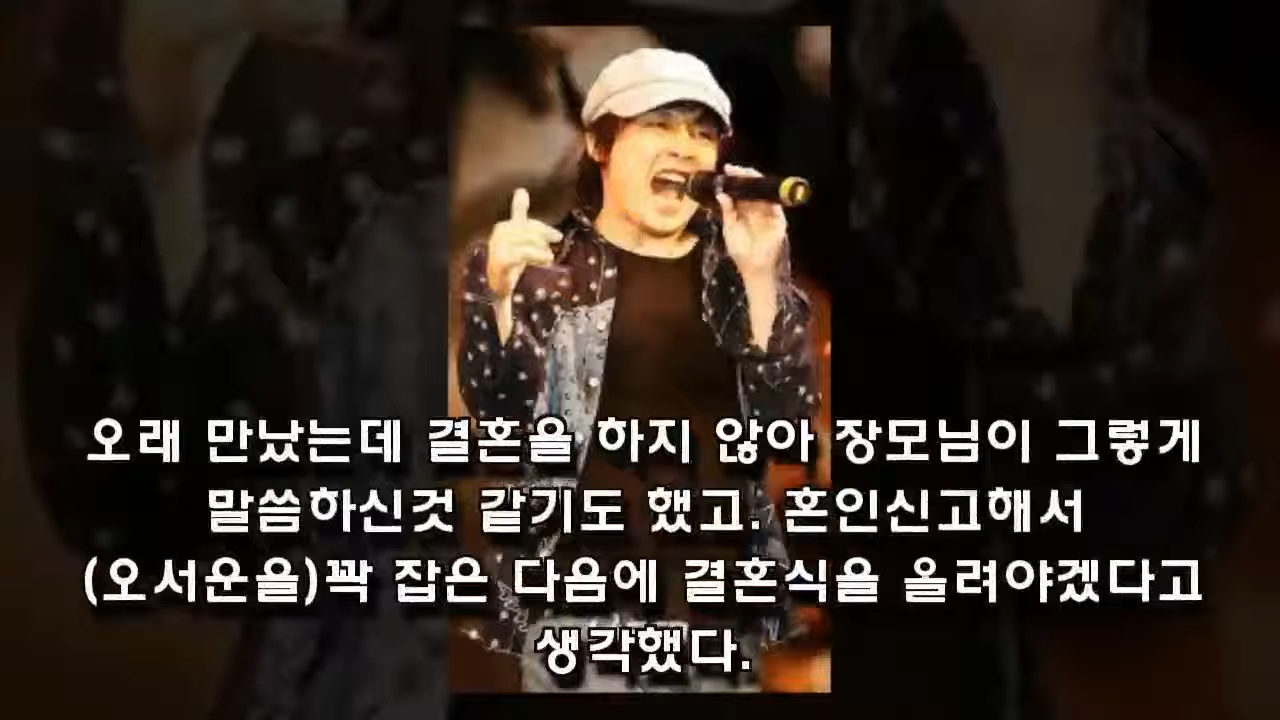 오래 만났는데 결혼을 하지 않아 장모님이 그렇게
말씀하신것 같기도 했고. 혼인신고해서
(오서운을)꽉 잡은 다음에 결혼식을 올려야겠다고
생각했다.